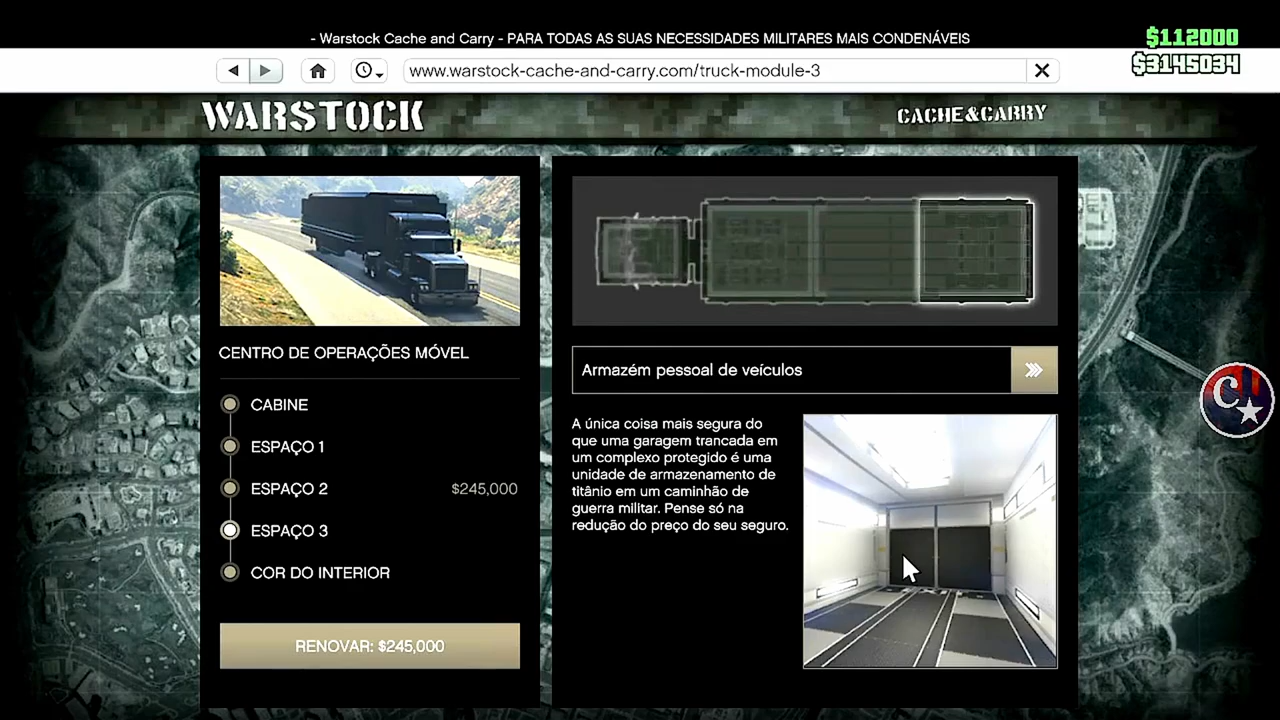 - Warstock Cache and Carry - PARA TODAS AS SUAS NECESSIDADES MILITARES MAIS CONDENÁVEIS
$112000
$3145034
www.warstock-cache-and-carry.com/truck-module-3
WARSTOCK
CACHE&CARRY
CENTRO DE OPERAÇÕES MÓVEL
CABINE
ESPAÇO 1
ESPAÇO 2 $245,000
ESPAÇO 3
COR DO INTERIOR
RENOVAR: $245,000
Armazém pessoal de veículos
A única coisa mais segura do
que uma garagem trancada em
um complexo protegido é uma
unidade de armazenamento de
titânio em um caminhão de
guerra militar. Pense só na
redução do preço do seu seguro.
C